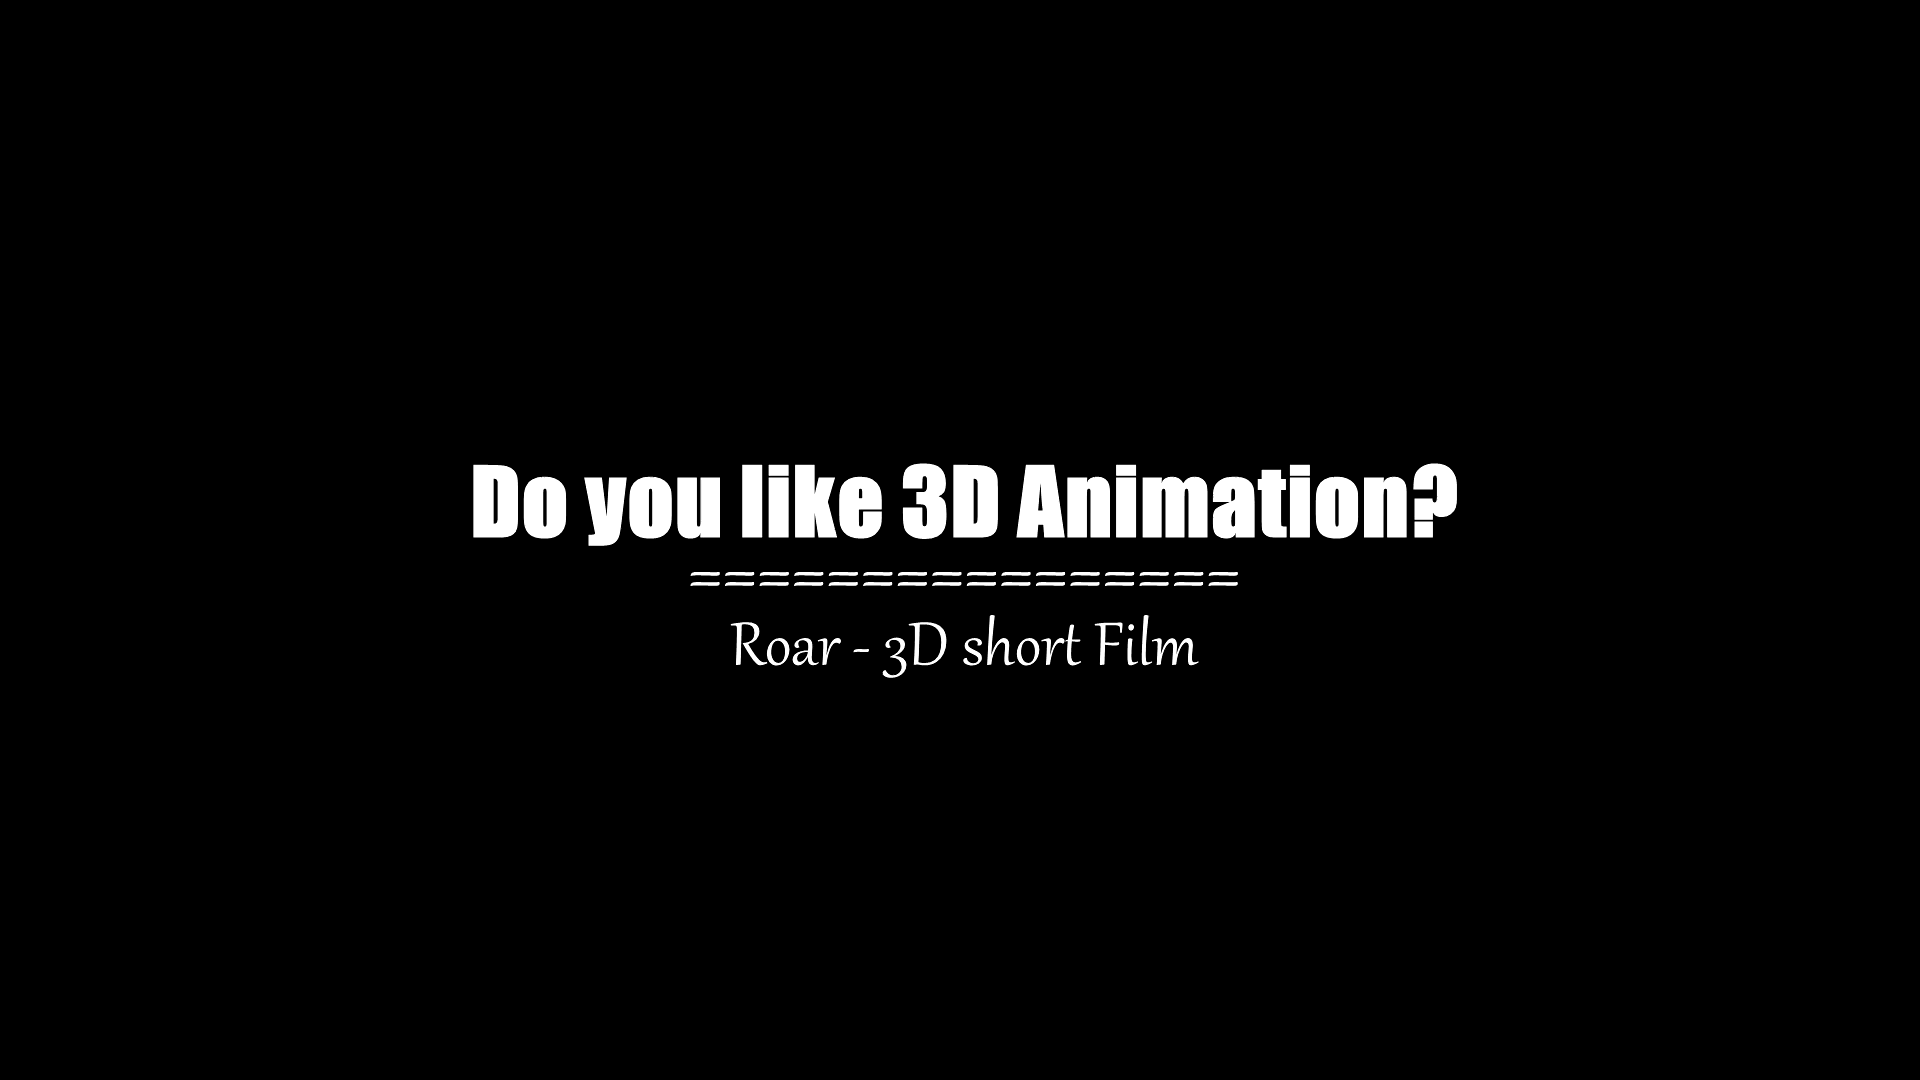 Do you like 3D Animation?
================
Roar - 3D short Film